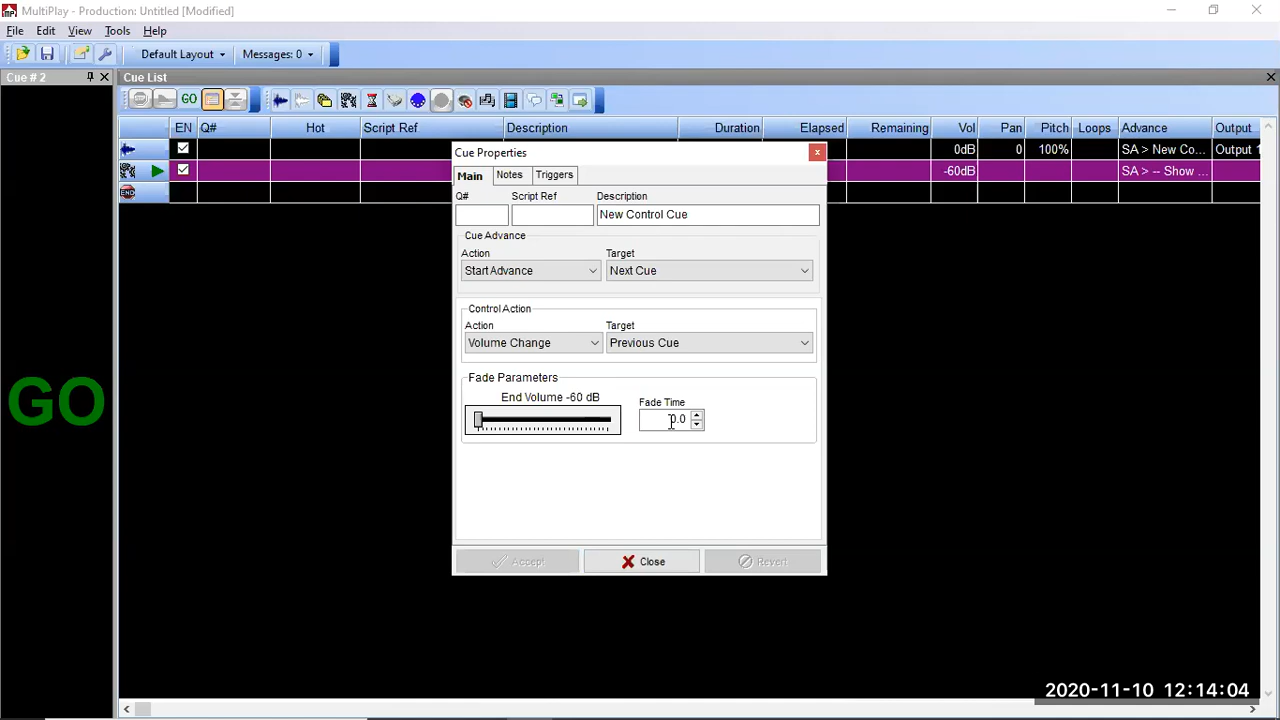 MultiPlay - Production: Untitled [Modified]
File Edit View Tools Help
Default Layout Messages: 0
Cue # 2 Cue List
GO
EN Q# Hot Script Ref Description Duration Elapsed Remaining Vol Pan Pitch Loops Advance Output
0dB 0 100% SA > New Co... Output 1
-60dB SA > -- Show ...
END
Cue Properties
Main Notes Triggers
Q# Script Ref Description
New Control Cue
Cue Advance
Action Target
Start Advance Next Cue
Control Action
Action Target
Volume Change Previous Cue
Fade Parameters
End Volume -60 dB Fade Time
0.0
GO
Accept Close Revert
2020-11-10 12:14:04